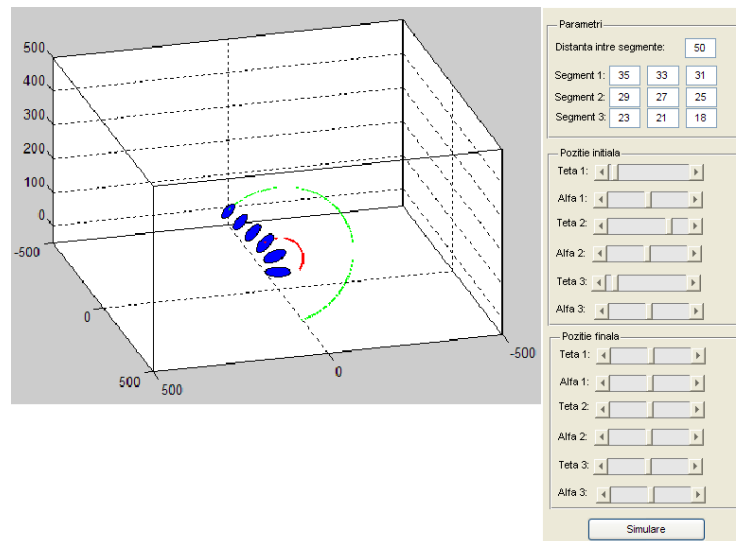 500
400
300
200
100
0
-500
0
500
500
0
-500
Parametri
Distanta intre segmente: 50
Segment 1: 35 33 31
Segment 2: 29 27 25
Segment 3: 23 21 18
Pozitie initiala
Teta 1:
Alfa 1:
Teta 2:
Alfa 2:
Teta 3:
Alfa 3:
Pozitie finala
Teta 1:
Alfa 1:
Teta 2:
Alfa 2:
Teta 3:
Alfa 3:
Simulare